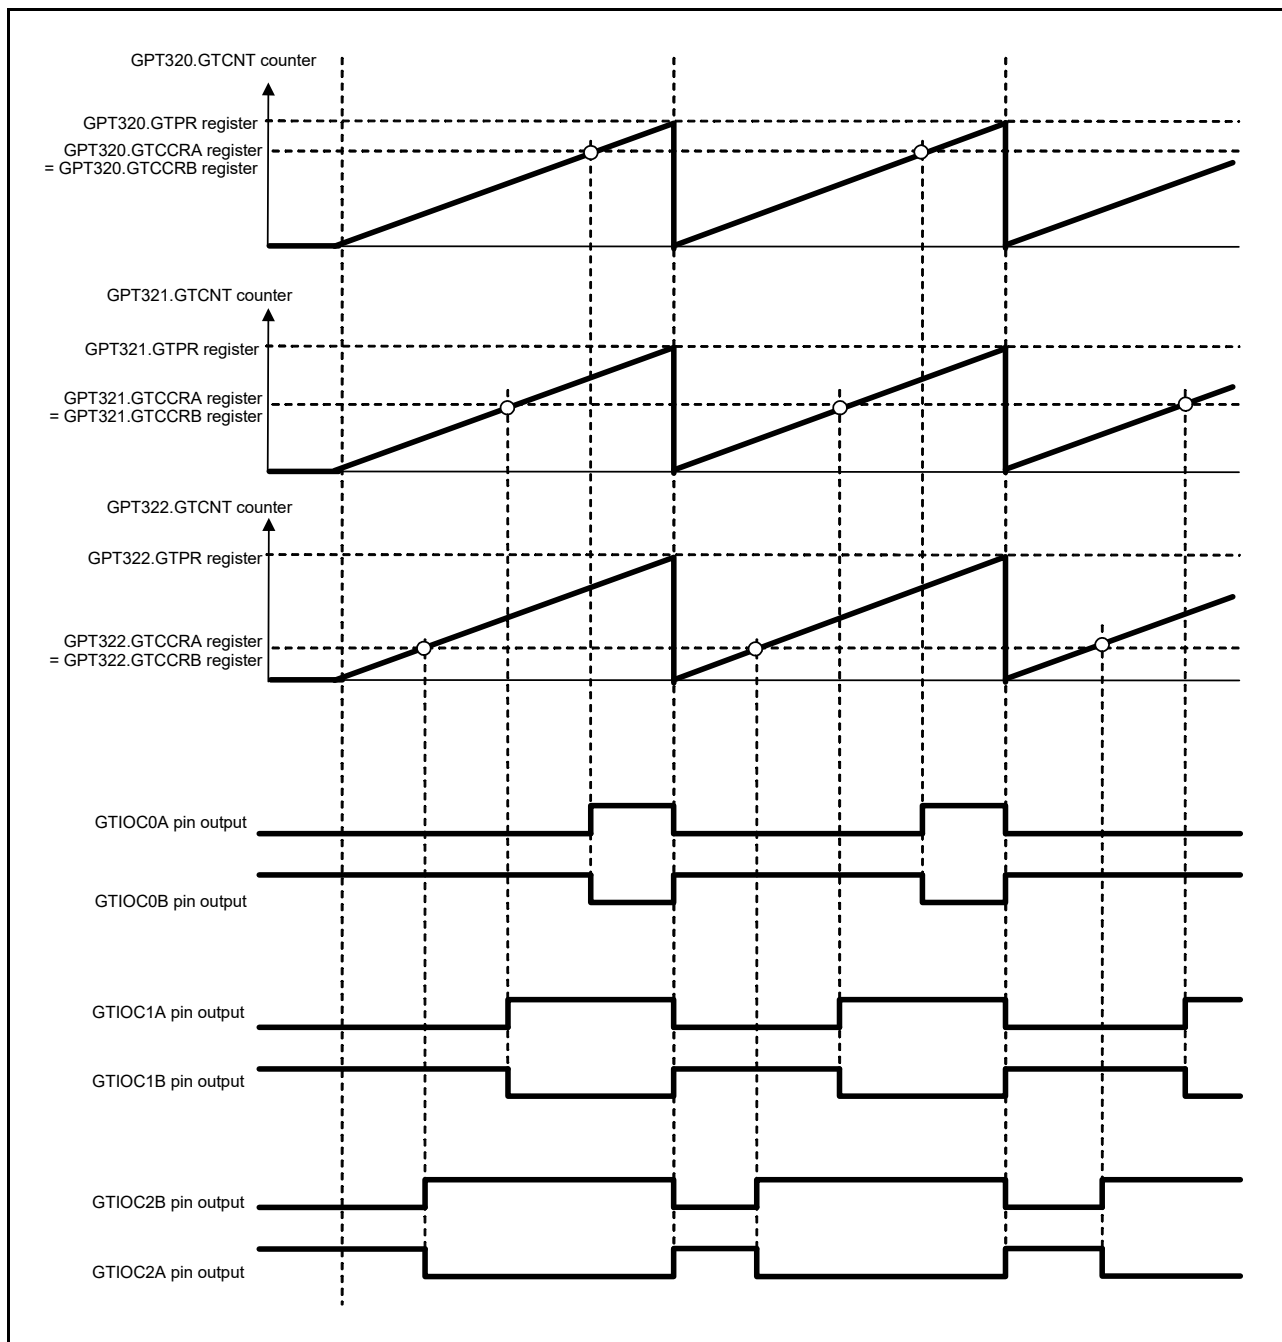 GPT320.GTCNT counter
GPT320.GTPR register
GPT320.GTCCRA register
= GPT320.GTCCRB register
GPT321.GTCNT counter
GPT321.GTPR register
GPT321.GTCCRA register
= GPT321.GTCCRB register
GPT322.GTCNT counter
GPT322.GTPR register
GPT322.GTCCRA register
= GPT322.GTCCRB register
GTIOC0A pin output
GTIOC0B pin output
GTIOC1A pin output
GTIOC1B pin output
GTIOC2B pin output
GTIOC2A pin output